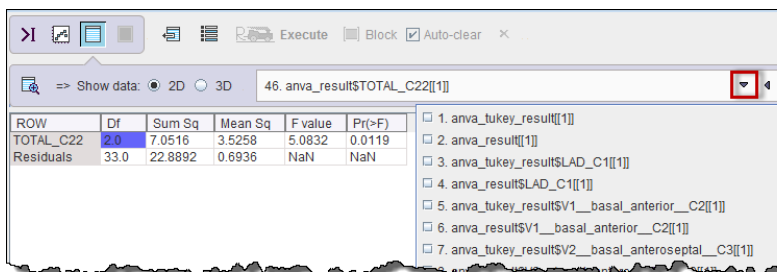 Execute Block Auto-clear
=> Show data: 2D 3D 46. anva_result$TOTAL_C22[[1]]
ROW Df Sum Sq Mean Sq F value Pr(>F)
TOTAL_C22 2.0 7.0516 3.5258 5.0832 0.0119
Residuals 33.0 22.8892 0.6936 NaN NaN
1. anva_tukey_result[[1]]
2. anva_result[[1]]
3. anva_tukey_result$LAD_C1[[1]]
4. anva_result$LAD_C1[[1]]
5. anva_tukey_result$V1__basal_anterior__C2[[1]]
6. anva_result$V1__basal_anterior__C2[[1]]
7. anva_tukey_result$V2__basal_anteroseptal__C3[[1]]